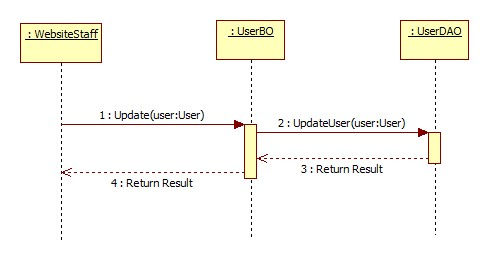 : WebsiteStaff
: UserBO
: UserDAO
1 : Update(user:User)
2 : UpdateUser(user:User)
3 : Return Result
4 : Return Result